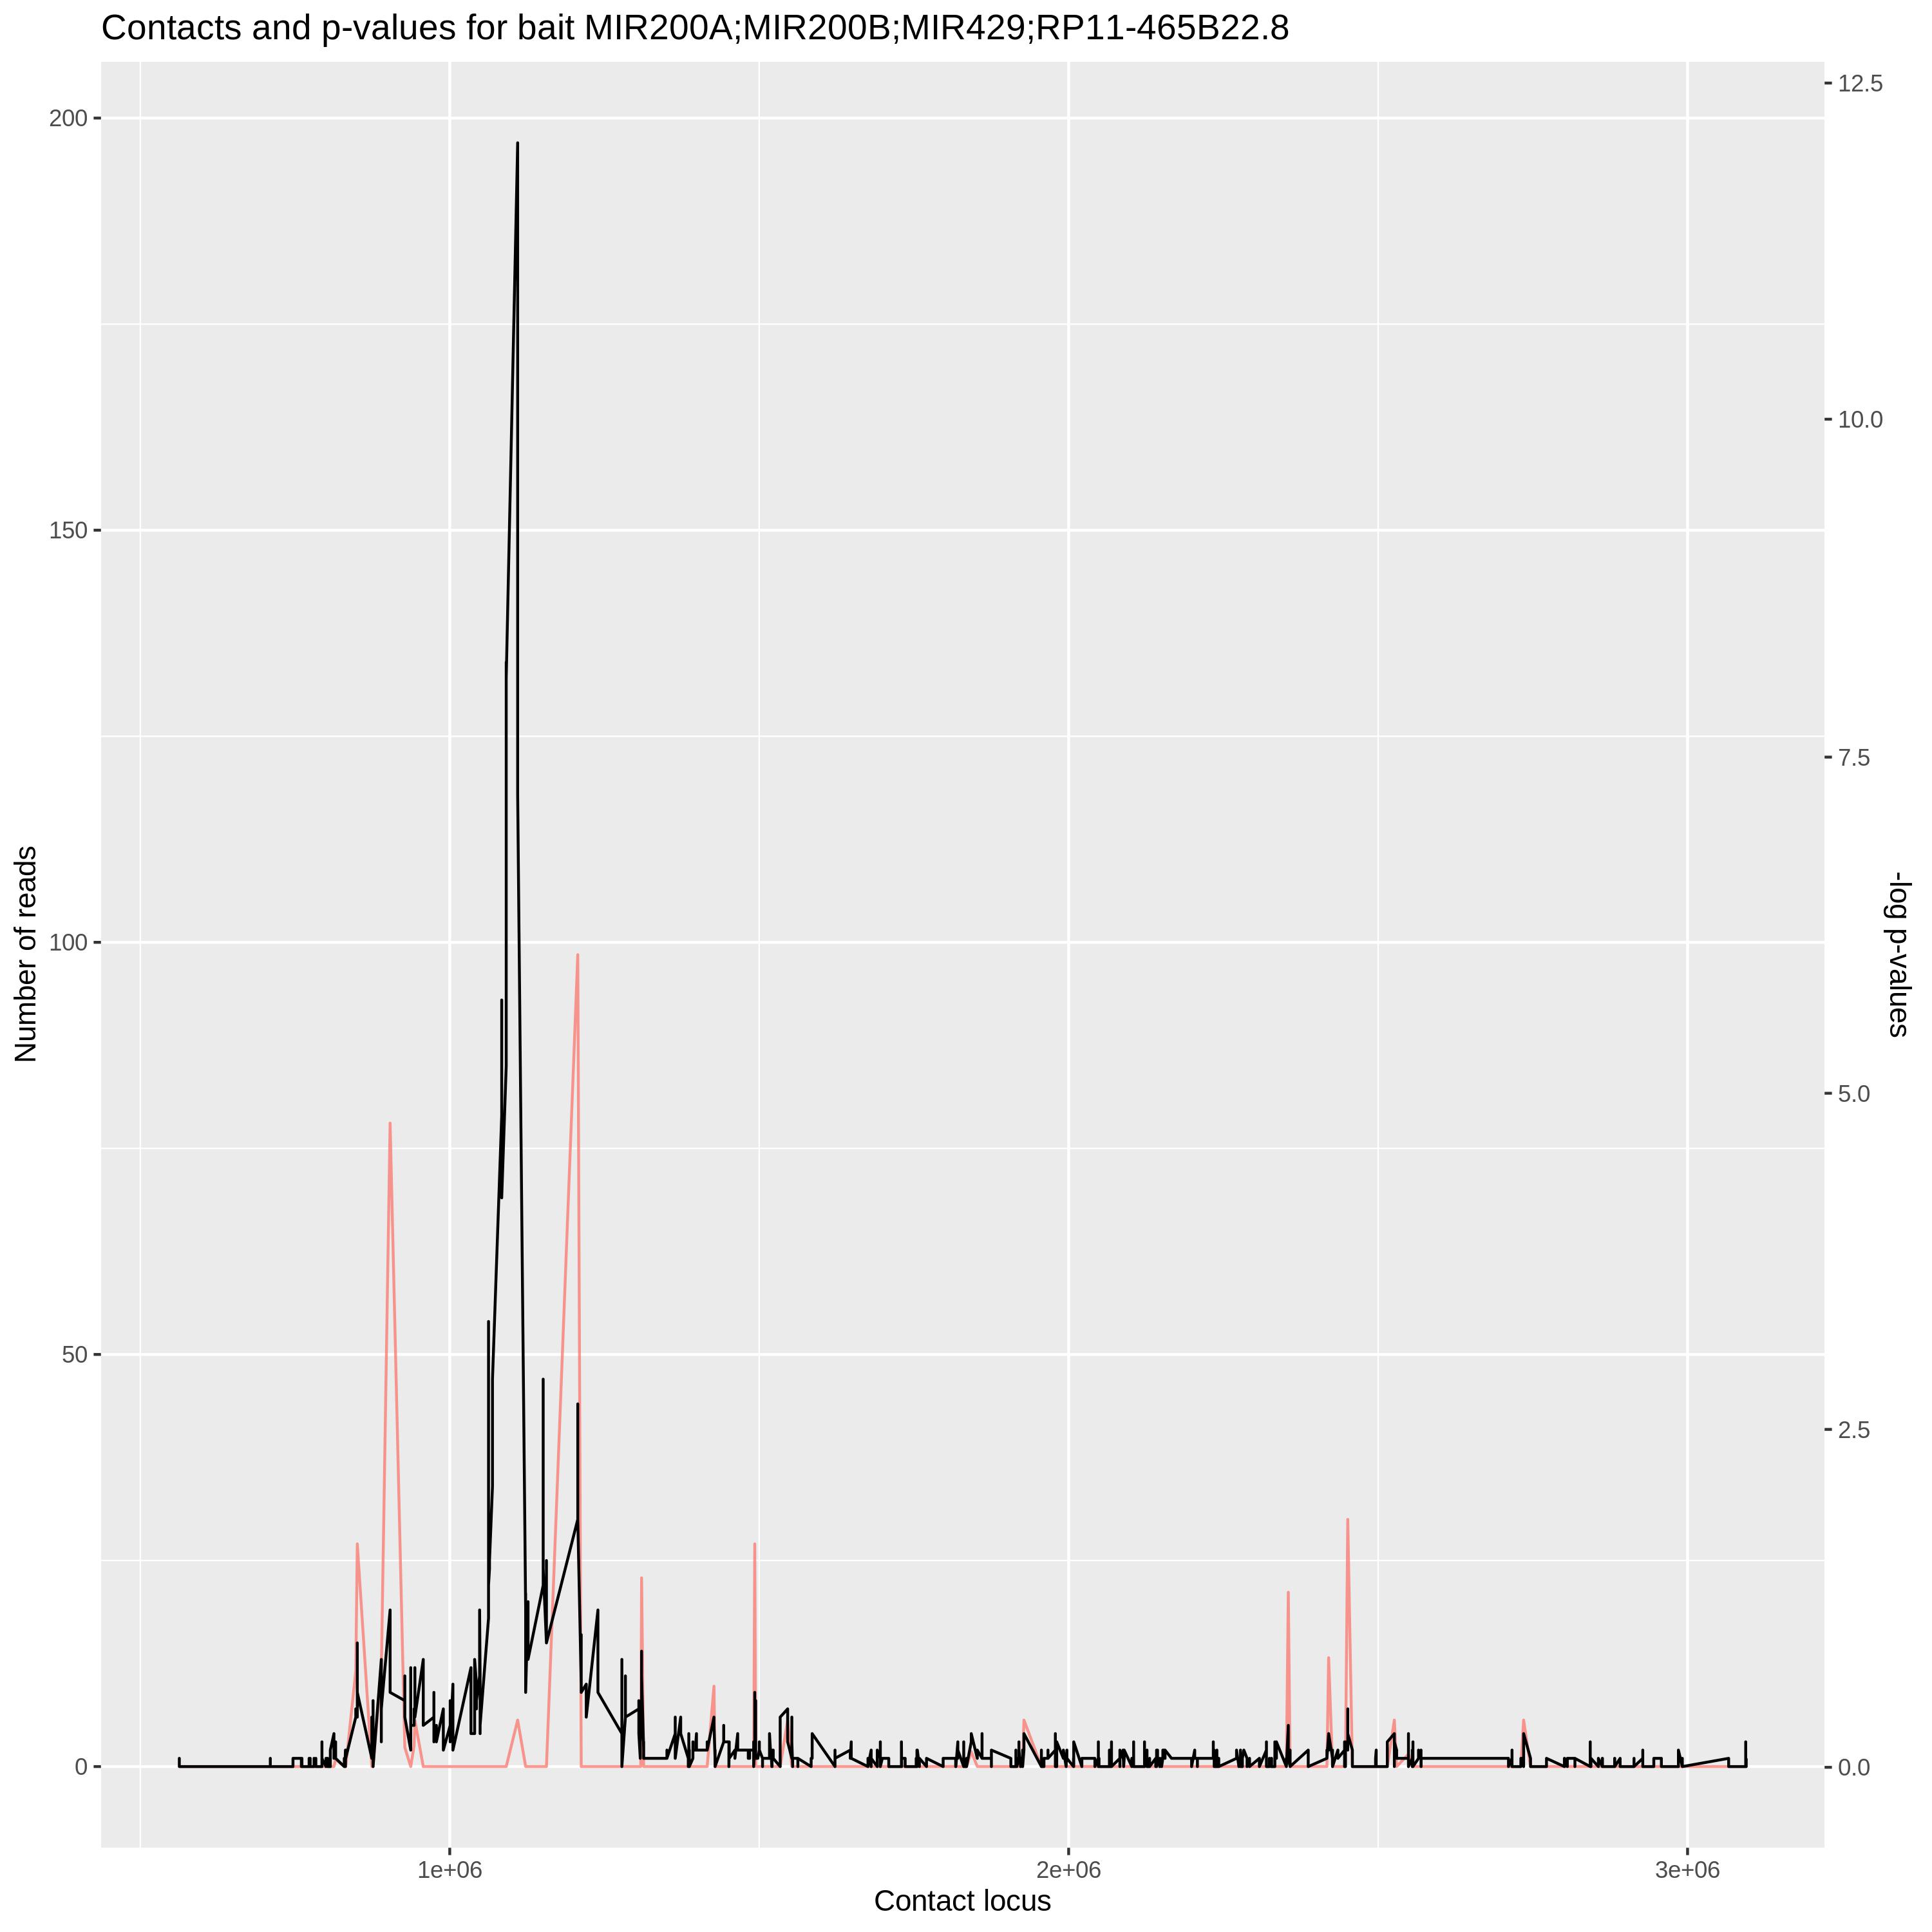 Contacts and p-values for bait MIR200A;MIR200B;MIR429;RP11-465B22.8
200
150
100
50
0
Number of reads
12.5
10.0
7.5
5.0
2.5
0.0
-log p-values
1e+06
2e+06
3e+06
Contact locus